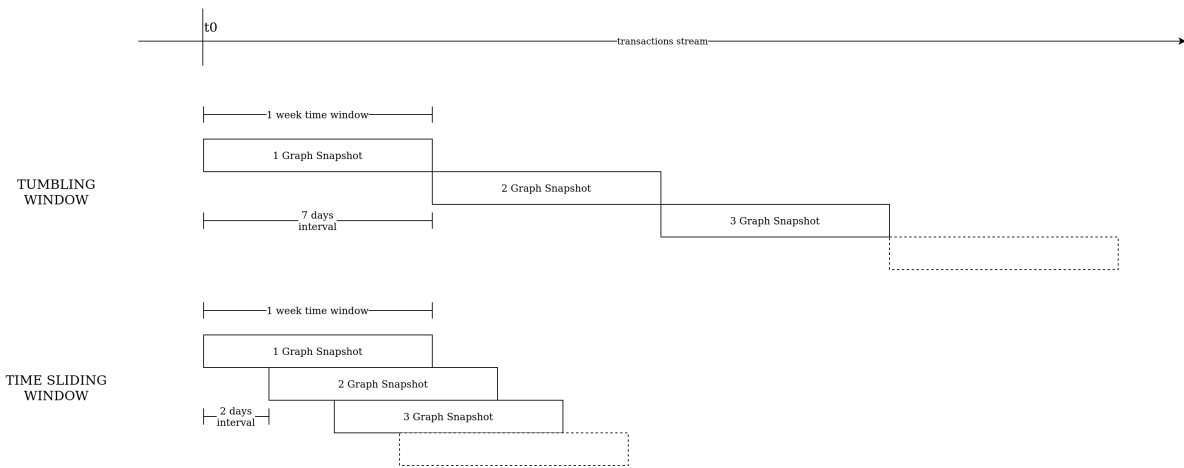 t0
transactions stream
1 week time window
1 Graph Snapshot
TUMBLING
WINDOW
2 Graph Snapshot
7 days
interval
3 Graph Snapshot
1 week time window
1 Graph Snapshot
TIME SLIDING
WINDOW
2 Graph Snapshot
2 days
interval
3 Graph Snapshot